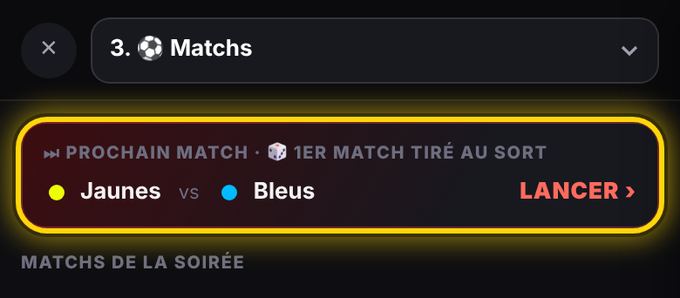 3. ⚽ Matchs
⏭ PROCHAIN MATCH · 🎲 1ER MATCH TIRÉ AU SORT
Jaunes vs Bleus LANCER ›
MATCHS DE LA SOIRÉE